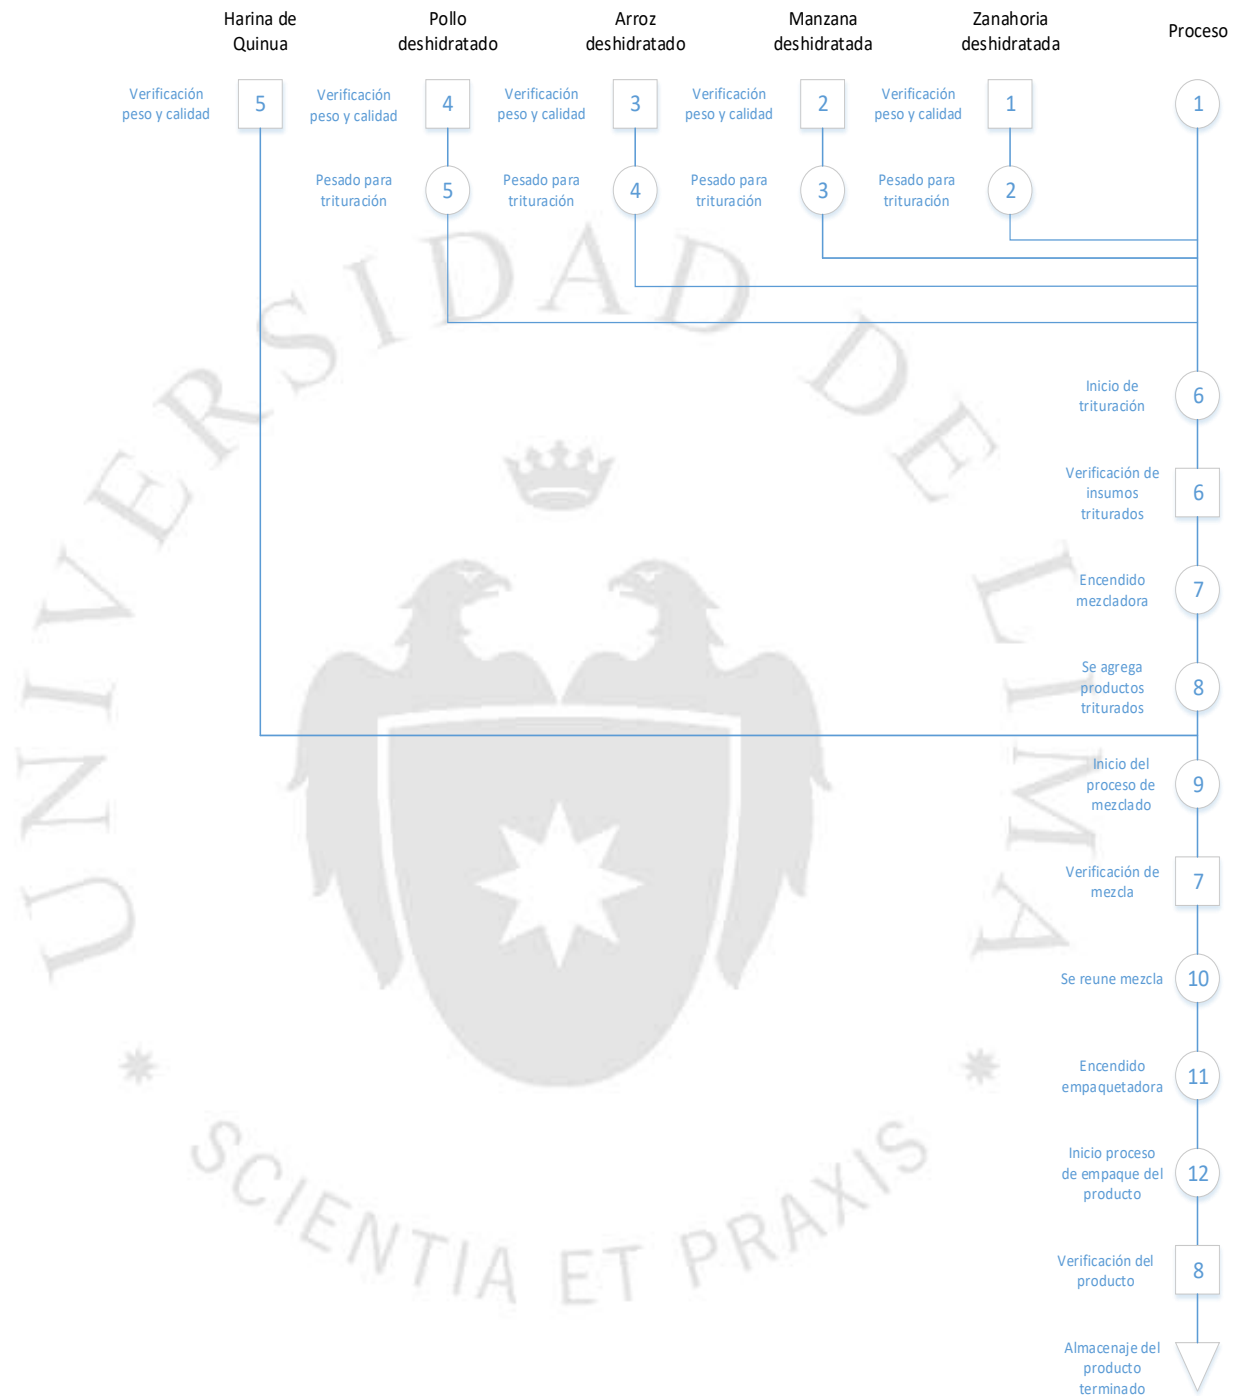 Harina de
Quinua
Pollo
deshidratado
Arroz
deshidratado
Manzana
deshidratada
Zanahoria
deshidratada
Proceso
Verificación
peso y calidad
5
Verificación
peso y calidad
4
Verificación
peso y calidad
3
Verificación
peso y calidad
2
Verificación
peso y calidad
1
1
Pesado para
trituración
5
Pesado para
trituración
4
Pesado para
trituración
3
Pesado para
trituración
2
Inicio de
trituración
6
Verificación de
insumos
triturados
6
Encendido
mezcladora
7
Se agrega
productos
triturados
8
Inicio del
proceso de
mezclado
9
Verificación de
mezcla
7
Se reune mezcla
10
Encendido
empaquetadora
11
Inicio proceso
de empaque del
producto
12
Verificación del
producto
8
Almacenaje del
producto
terminado
UNIVERSIDAD DE LIMA
SCIENTIA ET PRAXIS